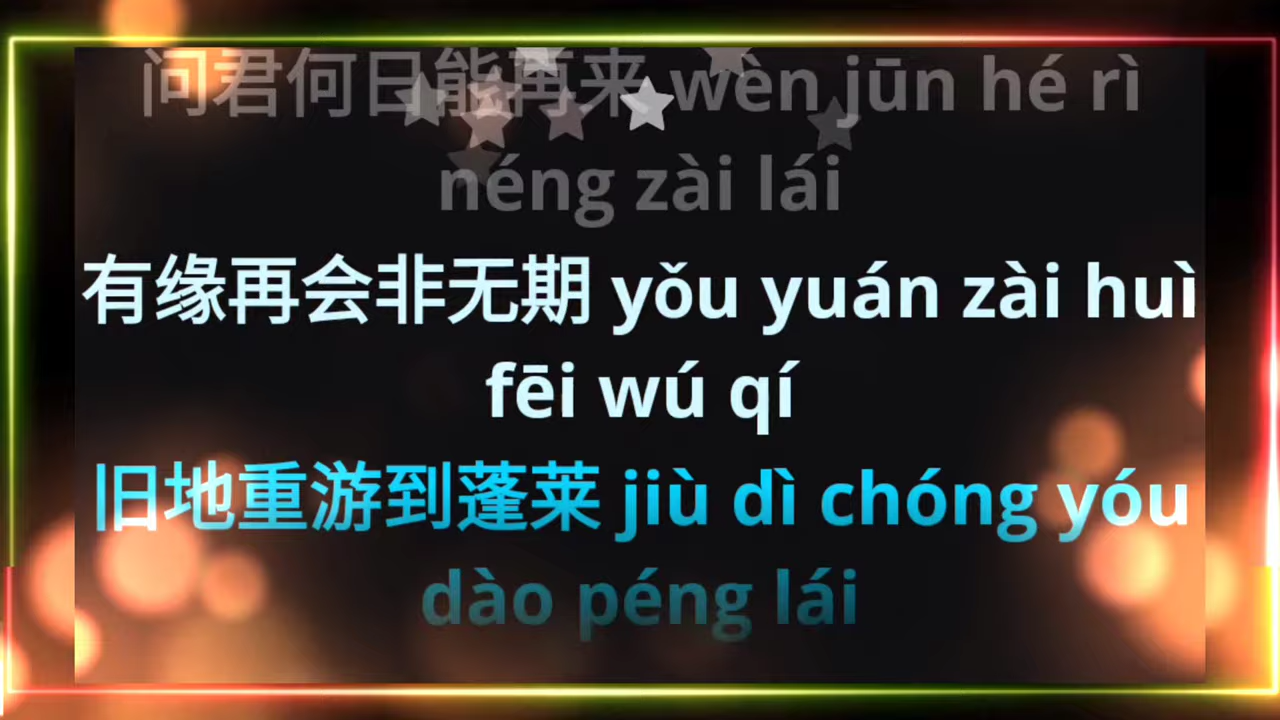 问君何日能再来 wèn jūn hé rì
néng zài lái
有缘再会非无期 yǒu yuán zài huì
fēi wú qí
旧地重游到蓬莱 jiù dì chóng yóu
dào péng lái